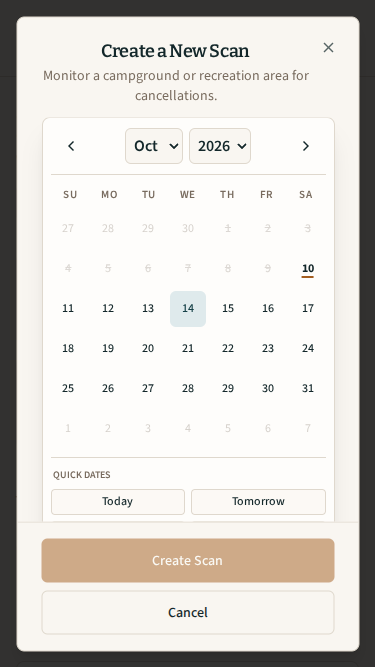 Create a New Scan
Monitor a campground or recreation area for
cancellations.
Oct 2026
SU MO TU WE TH FR SA
27 28 29 30 1 2 3
4 5 6 7 8 9 10
11 12 13 14 15 16 17
18 19 20 21 22 23 24
25 26 27 28 29 30 31
1 2 3 4 5 6 7
QUICK DATES
Today Tomorrow
Create Scan
Cancel